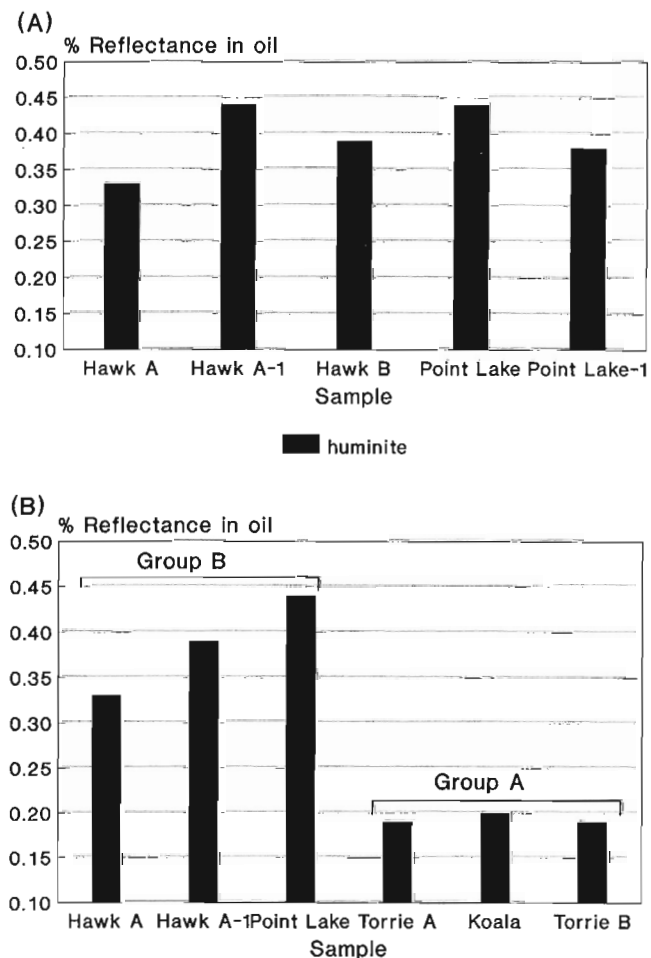 (A)
% Reflectance in oil
0.50
0.45
0.40
0.35
0.30
0.25
0.20
0.15
0.10
Hawk A Hawk A-1 Hawk B Point Lake Point Lake-1
Sample
huminite
(B)
% Reflectance in oil
0.50
Group B
0.45
0.40
0.35
0.30
0.25
Group A
0.20
0.15
0.10
Hawk A Hawk A-1 Point Lake Torrie A Koala Torrie B
Sample